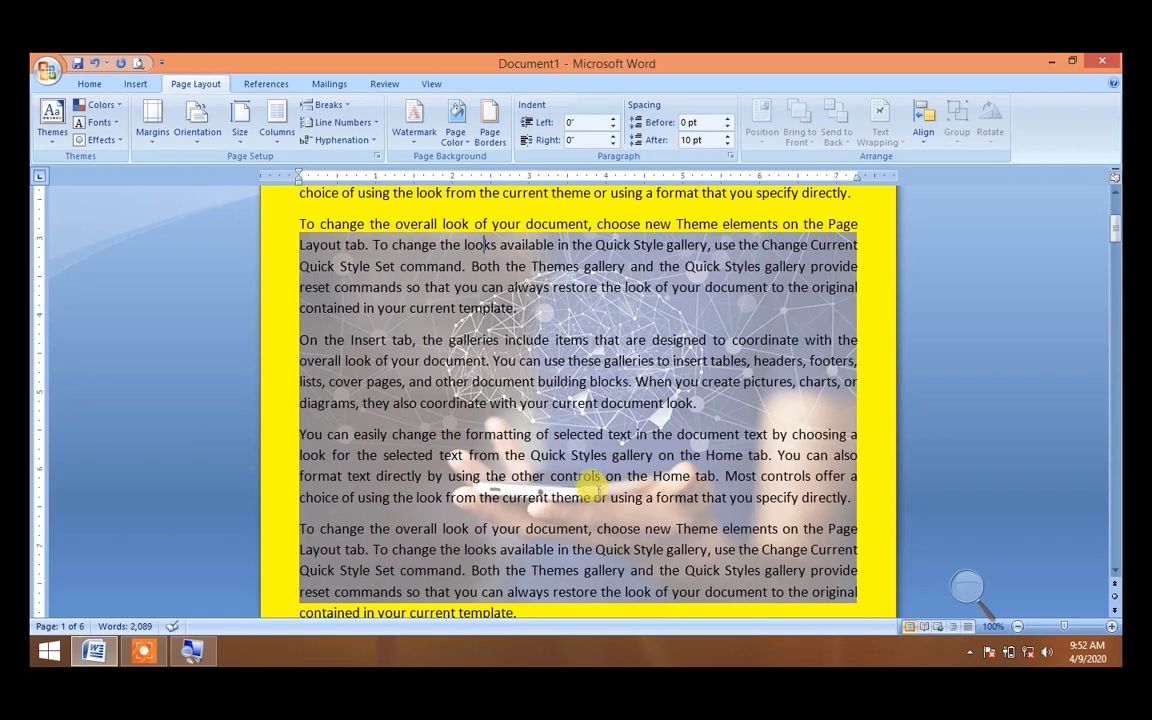 Document1 - Microsoft Word
Home Insert Page Layout References Mailings Review View
Themes
Colors
Fonts
Effects
Themes
Margins
Orientation
Size
Columns
Breaks
Line Numbers
Hyphenation
Page Setup
Watermark
Page Color
Page Borders
Page Background
Indent
Left: 0"
Right: 0"
Spacing
Before: 0 pt
After: 10 pt
Paragraph
Position
Bring to Front
Send to Back
Text Wrapping
Align
Group
Rotate
Arrange
1 2 3 4 5 6 7
choice of using the look from the current theme or using a format that you specify directly.
To change the overall look of your document, choose new Theme elements on the Page
Layout tab. To change the looks available in the Quick Style gallery, use the Change Current
Quick Style Set command. Both the Themes gallery and the Quick Styles gallery provide
reset commands so that you can always restore the look of your document to the original
contained in your current template.
On the Insert tab, the galleries include items that are designed to coordinate with the
overall look of your document. You can use these galleries to insert tables, headers, footers,
lists, cover pages, and other document building blocks. When you create pictures, charts, or
diagrams, they also coordinate with your current document look.
You can easily change the formatting of selected text in the document text by choosing a
look for the selected text from the Quick Styles gallery on the Home tab. You can also
format text directly by using the other controls on the Home tab. Most controls offer a
choice of using the look from the current theme or using a format that you specify directly.
To change the overall look of your document, choose new Theme elements on the Page
Layout tab. To change the looks available in the Quick Style gallery, use the Change Current
Quick Style Set command. Both the Themes gallery and the Quick Styles gallery provide
reset commands so that you can always restore the look of your document to the original
contained in your current template.
3
4
5
6
7
Page: 1 of 6 Words: 2,089 100%
9:52 AM
4/9/2020